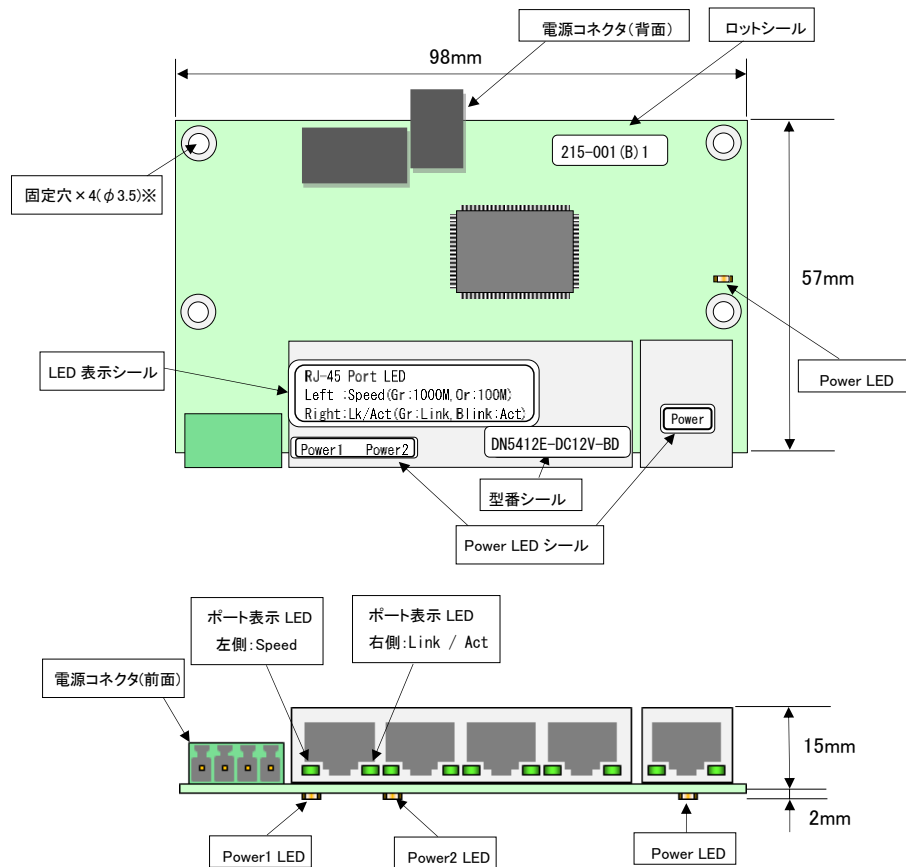 電源コネクタ(背面)
ロットシール
98mm
215-001(B)1
固定穴×4(φ3.5)※
57mm
LED 表示シール
RJ-45 Port LED
Left :Speed(Gr:1000M,Or:100M)
Right:Lk/Act(Gr:Link,Blink:Act)
Power LED
Power
Power1 Power2
DN5412E-DC12V-BD
型番シール
Power LED シール
ポート表示 LED
左側:Speed
ポート表示 LED
右側:Link / Act
電源コネクタ(前面)
15mm
2mm
Power1 LED
Power2 LED
Power LED